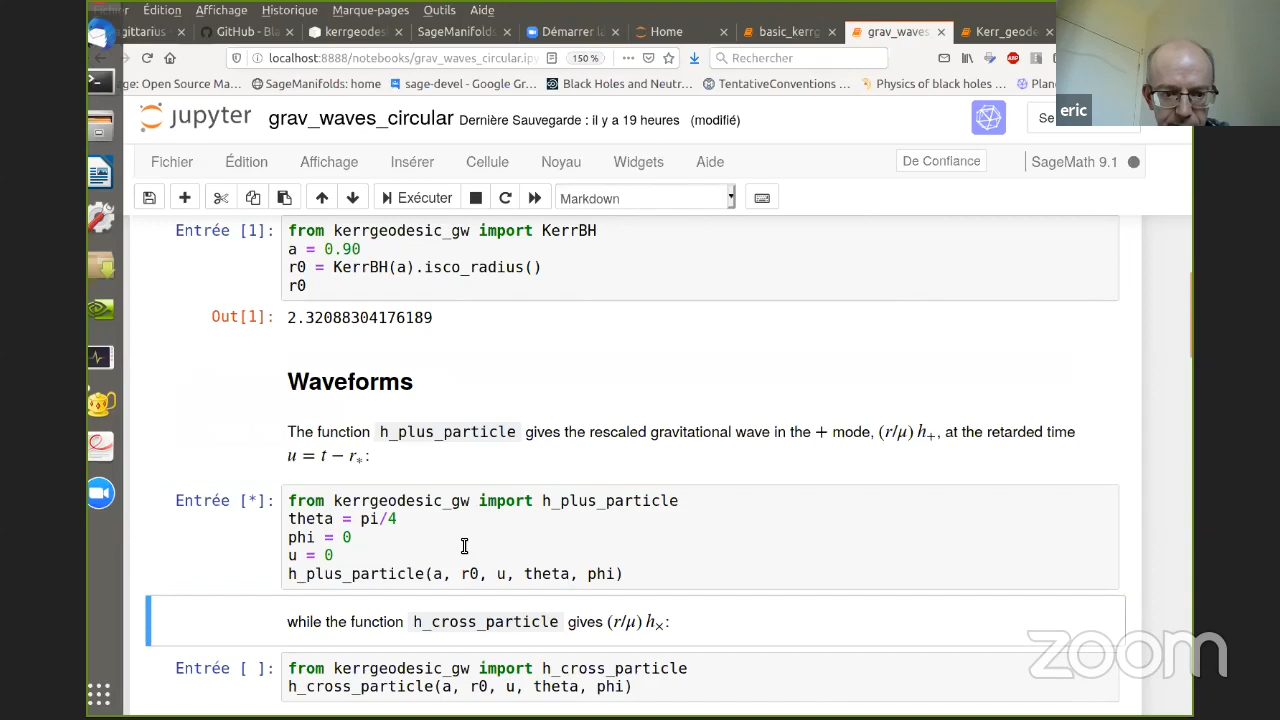 Fichier Édition Affichage Historique Marque-pages Outils Aide
gittarius GitHub - Bla kerrgeodes SageManifolds. Démarrer la Home basic_kerrg grav_waves Kerr_geode
localhost:8888/notebooks/grav_waves_circular.ipy 150 % Rechercher
ge: Open Source Ma... SageManifolds: home sage-devel - Google Gr... Black Holes and Neutr... TentativeConventions ... Physics of black holes ... Plan
eric
jupyter grav_waves_circular Dernière Sauvegarde : il y a 19 heures (modifié) Se
Fichier Édition Affichage Insérer Cellule Noyau Widgets Aide De Confiance SageMath 9.1
Exécuter Markdown
Entrée [1]: from kerrgeodesic_gw import KerrBH
a = 0.90
r0 = KerrBH(a).isco_radius()
r0
Out[1]: 2.32088304176189
Waveforms
The function h_plus_particle gives the rescaled gravitational wave in the + mode, (r/μ) h₊, at the retarded time
u = t − r*:
Entrée [*]: from kerrgeodesic_gw import h_plus_particle
theta = pi/4
phi = 0
u = 0
h_plus_particle(a, r0, u, theta, phi)
while the function h_cross_particle gives (r/μ) h×:
Entrée [ ]: from kerrgeodesic_gw import h_cross_particle
h_cross_particle(a, r0, u, theta, phi)
zoom